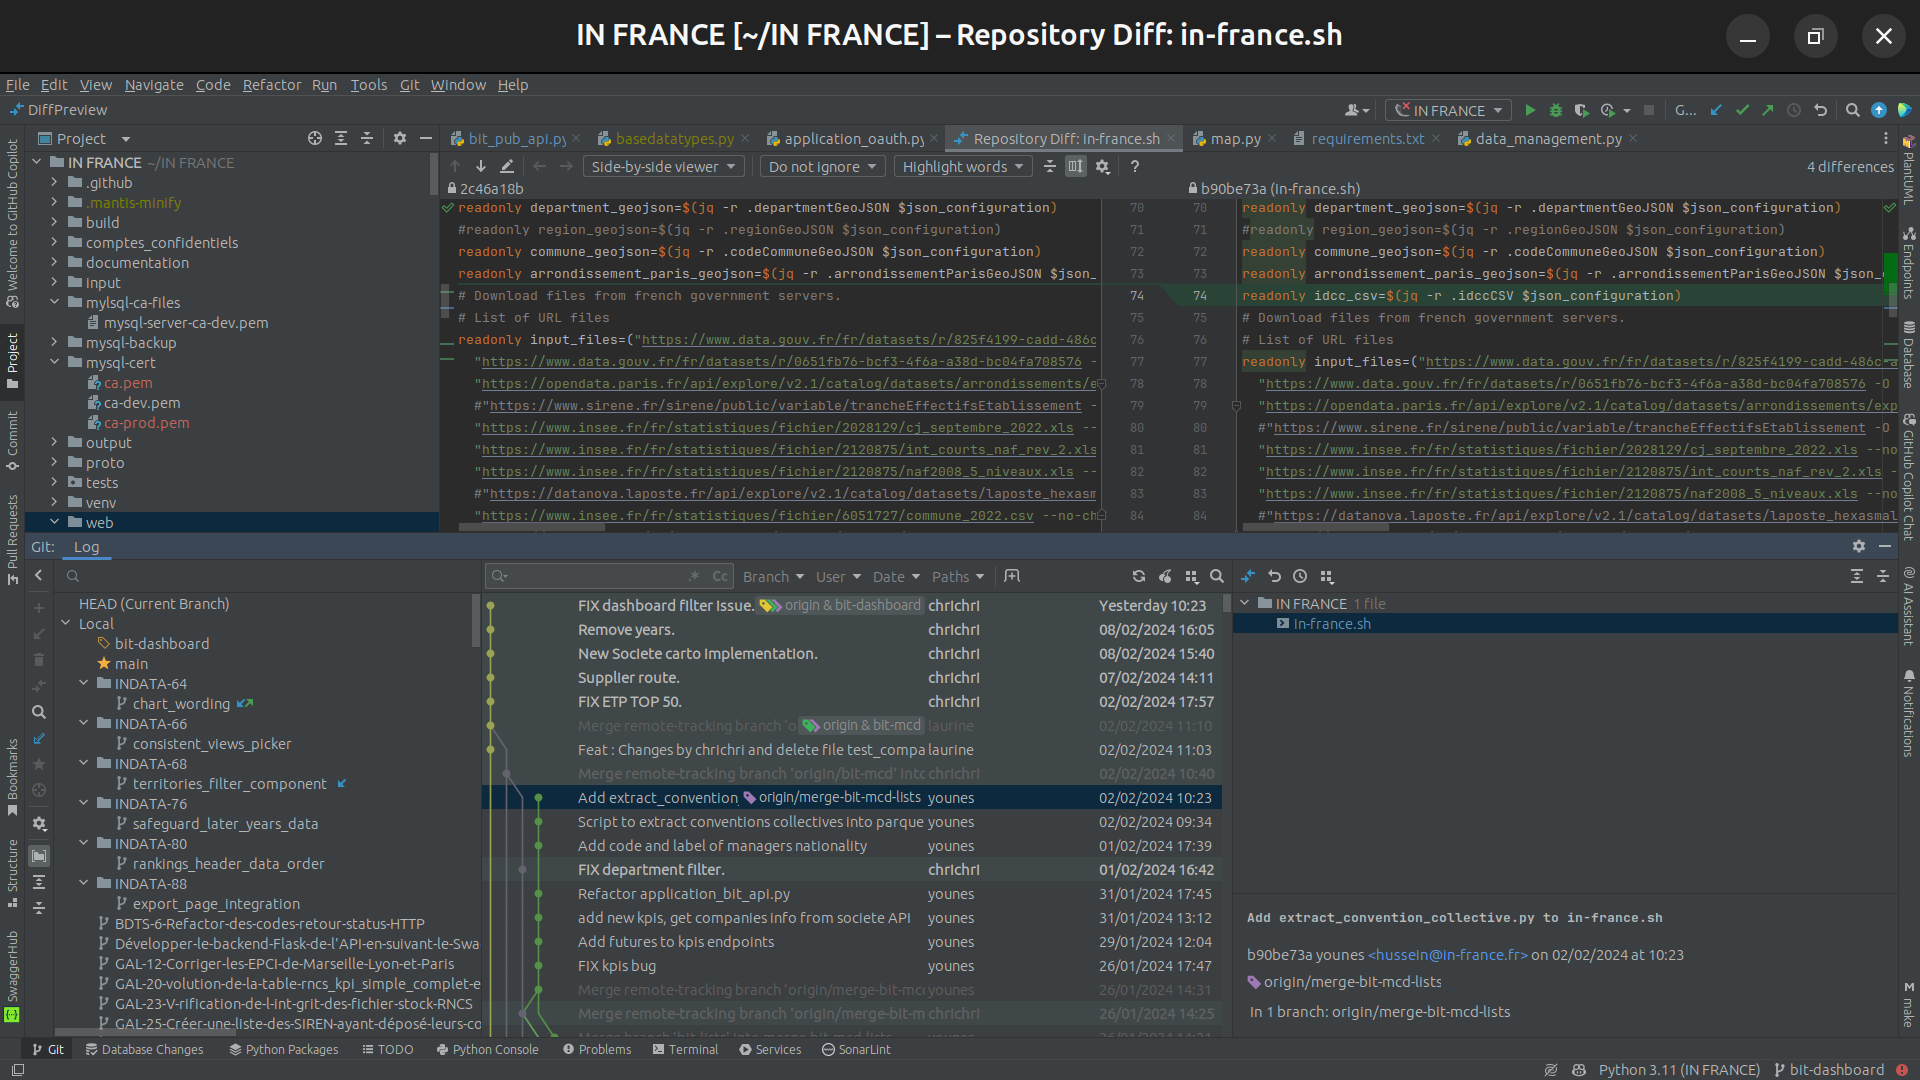 IN FRANCE [~/IN FRANCE] – Repository Diff: in-france.sh
File Edit View Navigate Code Refactor Run Tools Git Window Help
DiffPreview
IN FRANCE
G...
Project
bit_pub_api.py
basedatatypes.py
application_oauth.py
Repository Diff: in-france.sh
map.py
requirements.txt
data_management.py
Side-by-side viewer
Do not ignore
Highlight words
?
4 differences
2c46a18b
b90be73a (in-france.sh)
IN FRANCE ~/IN FRANCE
.github
.mantis-minify
build
comptes_confidentiels
documentation
input
mylsql-ca-files
mysql-server-ca-dev.pem
mysql-backup
mysql-cert
ca.pem
ca-dev.pem
ca-prod.pem
output
proto
tests
venv
web
readonly department_geojson=$(jq -r .departmentGeoJSON $json_configuration)
#readonly region_geojson=$(jq -r .regionGeoJSON $json_configuration)
readonly commune_geojson=$(jq -r .codeCommuneGeoJSON $json_configuration)
readonly arrondissement_paris_geojson=$(jq -r .arrondissementParisGeoJSON $json_
# Download files from french government servers.
# List of URL files
readonly input_files=("https://www.data.gouv.fr/fr/datasets/r/825f4199-cadd-486c
"https://www.data.gouv.fr/fr/datasets/r/0651fb76-bcf3-4f6a-a38d-bc04fa708576 -
"https://opendata.paris.fr/api/explore/v2.1/catalog/datasets/arrondissements/e
#"https://www.sirene.fr/sirene/public/variable/trancheEffectifsEtablissement -
"https://www.insee.fr/fr/statistiques/fichier/2028129/cj_septembre_2022.xls --
"https://www.insee.fr/fr/statistiques/fichier/2120875/int_courts_naf_rev_2.xls
"https://www.insee.fr/fr/statistiques/fichier/2120875/naf2008_5_niveaux.xls --
#"https://datanova.laposte.fr/api/explore/v2.1/catalog/datasets/laposte_hexasm
"https://www.insee.fr/fr/statistiques/fichier/6051727/commune_2022.csv --no-ch
70 70
71 71
72 72
73 73
74 74
75 75
76 76
77 77
78 78
79 79
80 80
81 81
82 82
83 83
84 84
readonly department_geojson=$(jq -r .departmentGeoJSON $json_configuration)
#readonly region_geojson=$(jq -r .regionGeoJSON $json_configuration)
readonly commune_geojson=$(jq -r .codeCommuneGeoJSON $json_configuration)
readonly arrondissement_paris_geojson=$(jq -r .arrondissementParisGeoJSON $json_
readonly idcc_csv=$(jq -r .idccCSV $json_configuration)
# Download files from french government servers.
# List of URL files
readonly input_files=("https://www.data.gouv.fr/fr/datasets/r/825f4199-cadd-486c-a
"https://www.data.gouv.fr/fr/datasets/r/0651fb76-bcf3-4f6a-a38d-bc04fa708576 -O
"https://opendata.paris.fr/api/explore/v2.1/catalog/datasets/arrondissements/exp
#"https://www.sirene.fr/sirene/public/variable/trancheEffectifsEtablissement -O
"https://www.insee.fr/fr/statistiques/fichier/2028129/cj_septembre_2022.xls --no
"https://www.insee.fr/fr/statistiques/fichier/2120875/int_courts_naf_rev_2.xls -
"https://www.insee.fr/fr/statistiques/fichier/2120875/naf2008_5_niveaux.xls --no
#"https://datanova.laposte.fr/api/explore/v2.1/catalog/datasets/laposte_hexasmal
Welcome to GitHub Copilot
Project
Commit
Pull Requests
Bookmarks
Structure
SwaggerHub
PlantUML
Endpoints
Database
GitHub Copilot Chat
AI Assistant
Notifications
make
Git: Log
HEAD (Current Branch)
Local
bit-dashboard
main
INDATA-64
chart_wording
INDATA-66
consistent_views_picker
INDATA-68
territories_filter_component
INDATA-76
safeguard_later_years_data
INDATA-80
rankings_header_data_order
INDATA-88
export_page_integration
BDTS-6-Refactor-des-codes-retour-status-HTTP
Développer-le-backend-Flask-de-l'API-en-suivant-le-Swa
GAL-12-Corriger-les-EPCI-de-Marseille-Lyon-et-Paris
GAL-20-volution-de-la-table-rncs_kpi_simple_complet-e
GAL-23-V-rification-de-l-int-grit-des-fichier-stock-RNCS
GAL-25-Créer-une-liste-des-SIREN-ayant-déposé-leurs-co
.* Cc Branch User Date Paths
FIX dashboard filter issue. origin & bit-dashboard chrichri Yesterday 10:23
Remove years. chrichri 08/02/2024 16:05
New Societe carto implementation. chrichri 08/02/2024 15:40
Supplier route. chrichri 07/02/2024 14:11
FIX ETP TOP 50. chrichri 02/02/2024 17:57
Merge remote-tracking branch 'o origin & bit-mcd laurine 02/02/2024 11:10
Feat : Changes by chrichri and delete file test_compa laurine 02/02/2024 11:03
Merge remote-tracking branch 'origin/bit-mcd' into chrichri 02/02/2024 10:40
Add extract_convention_ origin/merge-bit-mcd-lists younes 02/02/2024 10:23
Script to extract conventions collectives into parque younes 02/02/2024 09:34
Add code and label of managers nationality younes 01/02/2024 17:39
FIX department filter. chrichri 01/02/2024 16:42
Refactor application_bit_api.py younes 31/01/2024 17:45
add new kpis, get companies info from societe API younes 31/01/2024 13:12
Add futures to kpis endpoints younes 29/01/2024 12:04
FIX kpis bug younes 26/01/2024 17:47
Merge remote-tracking branch 'origin/merge-bit-mc younes 26/01/2024 14:31
Merge remote-tracking branch 'origin/merge-bit-m chrichri 26/01/2024 14:25
IN FRANCE 1 file
in-france.sh
Add extract_convention_collective.py to in-france.sh
b90be73a younes <hussein@in-france.fr> on 02/02/2024 at 10:23
origin/merge-bit-mcd-lists
In 1 branch: origin/merge-bit-mcd-lists
Git Database Changes Python Packages TODO Python Console Problems Terminal Services SonarLint
Python 3.11 (IN FRANCE) bit-dashboard